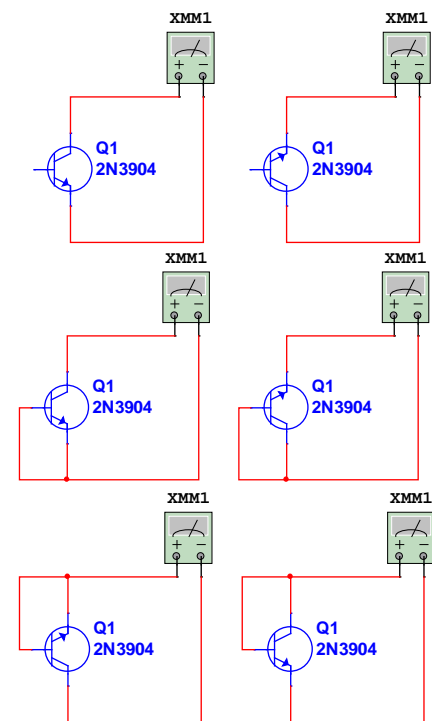 XMM1
XMM1
+ −
+ −
Q1
2N3904
Q1
2N3904
XMM1
XMM1
+ −
+ −
Q1
2N3904
Q1
2N3904
XMM1
XMM1
+ −
+ −
Q1
2N3904
Q1
2N3904